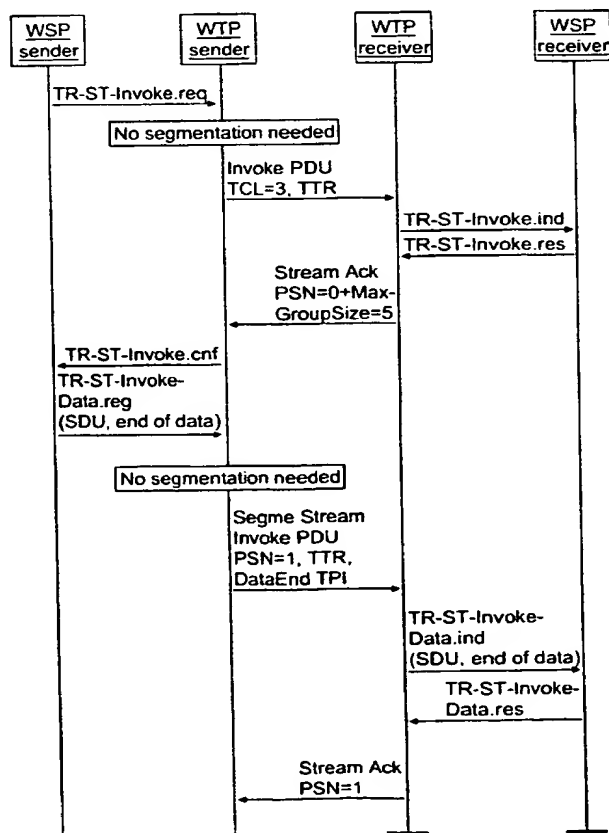 WSP
sender
WTP
sender
WTP
receiver
WSP
receiver
TR-ST-Invoke.req
No segmentation needed
Invoke PDU
TCL=3, TTR
TR-ST-Invoke.ind
TR-ST-Invoke.res
Stream Ack
PSN=0+Max-
GroupSize=5
TR-ST-Invoke.cnf
TR-ST-Invoke-
Data.reg
(SDU, end of data)
No segmentation needed
Segme Stream
Invoke PDU
PSN=1, TTR,
DataEnd TPI
TR-ST-Invoke-
Data.ind
(SDU, end of data)
TR-ST-Invoke-
Data.res
Stream Ack
PSN=1